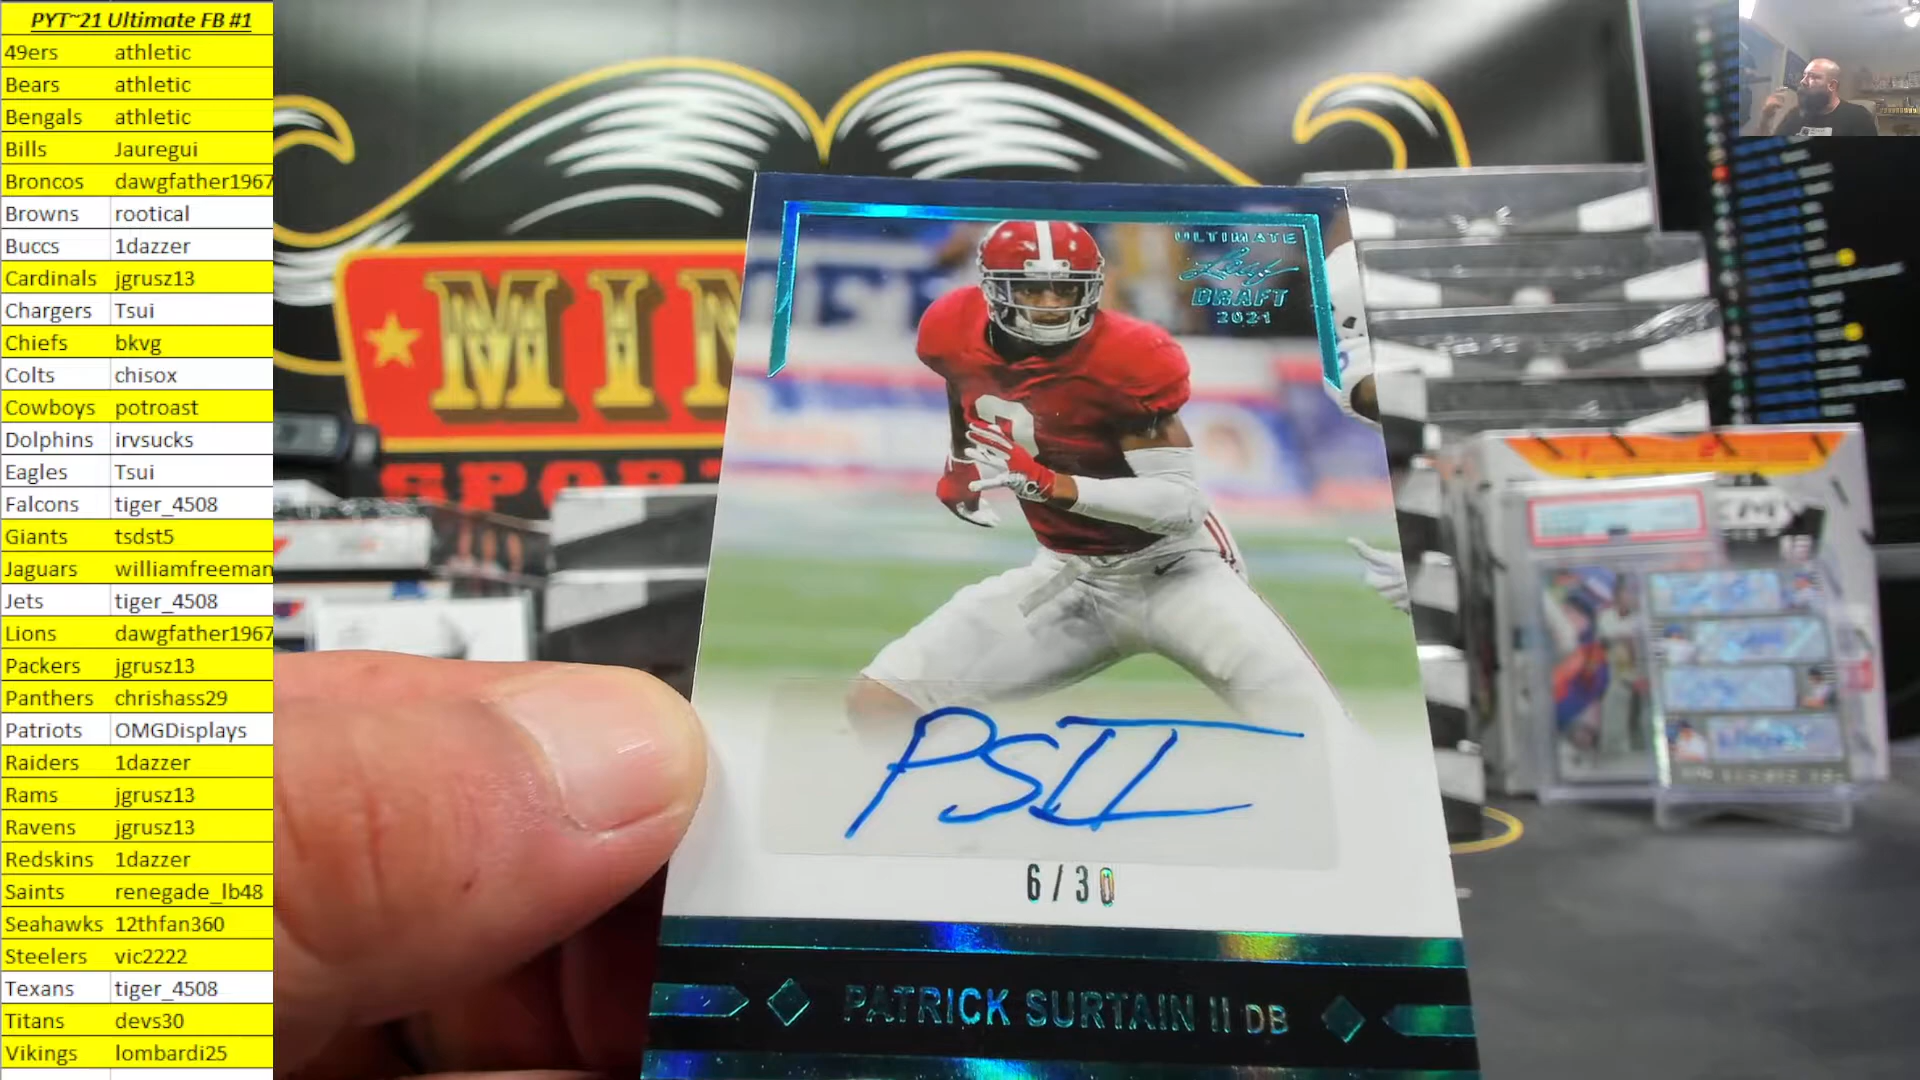 PYT~21 Ultimate FB #1
49ers athletic
Bears athletic
Bengals athletic
Bills Jauregui
Broncos dawgfather1967
Browns rootical
Buccs 1dazzer
Cardinals jgrusz13
Chargers Tsui
Chiefs bkvg
Colts chisox
Cowboys potroast
Dolphins irvsucks
Eagles Tsui
Falcons tiger_4508
Giants tsdst5
Jaguars williamfreeman
Jets tiger_4508
Lions dawgfather1967
Packers jgrusz13
Panthers chrishass29
Patriots OMGDisplays
Raiders 1dazzer
Rams jgrusz13
Ravens jgrusz13
Redskins 1dazzer
Saints renegade_lb48
Seahawks 12thfan360
Steelers vic2222
Texans tiger_4508
Titans devs30
Vikings lombardi25
MIN
SPORT
ULTIMATE
Leaf
DRAFT
2021
2
PSII
6/30
PATRICK SURTAIN II DB